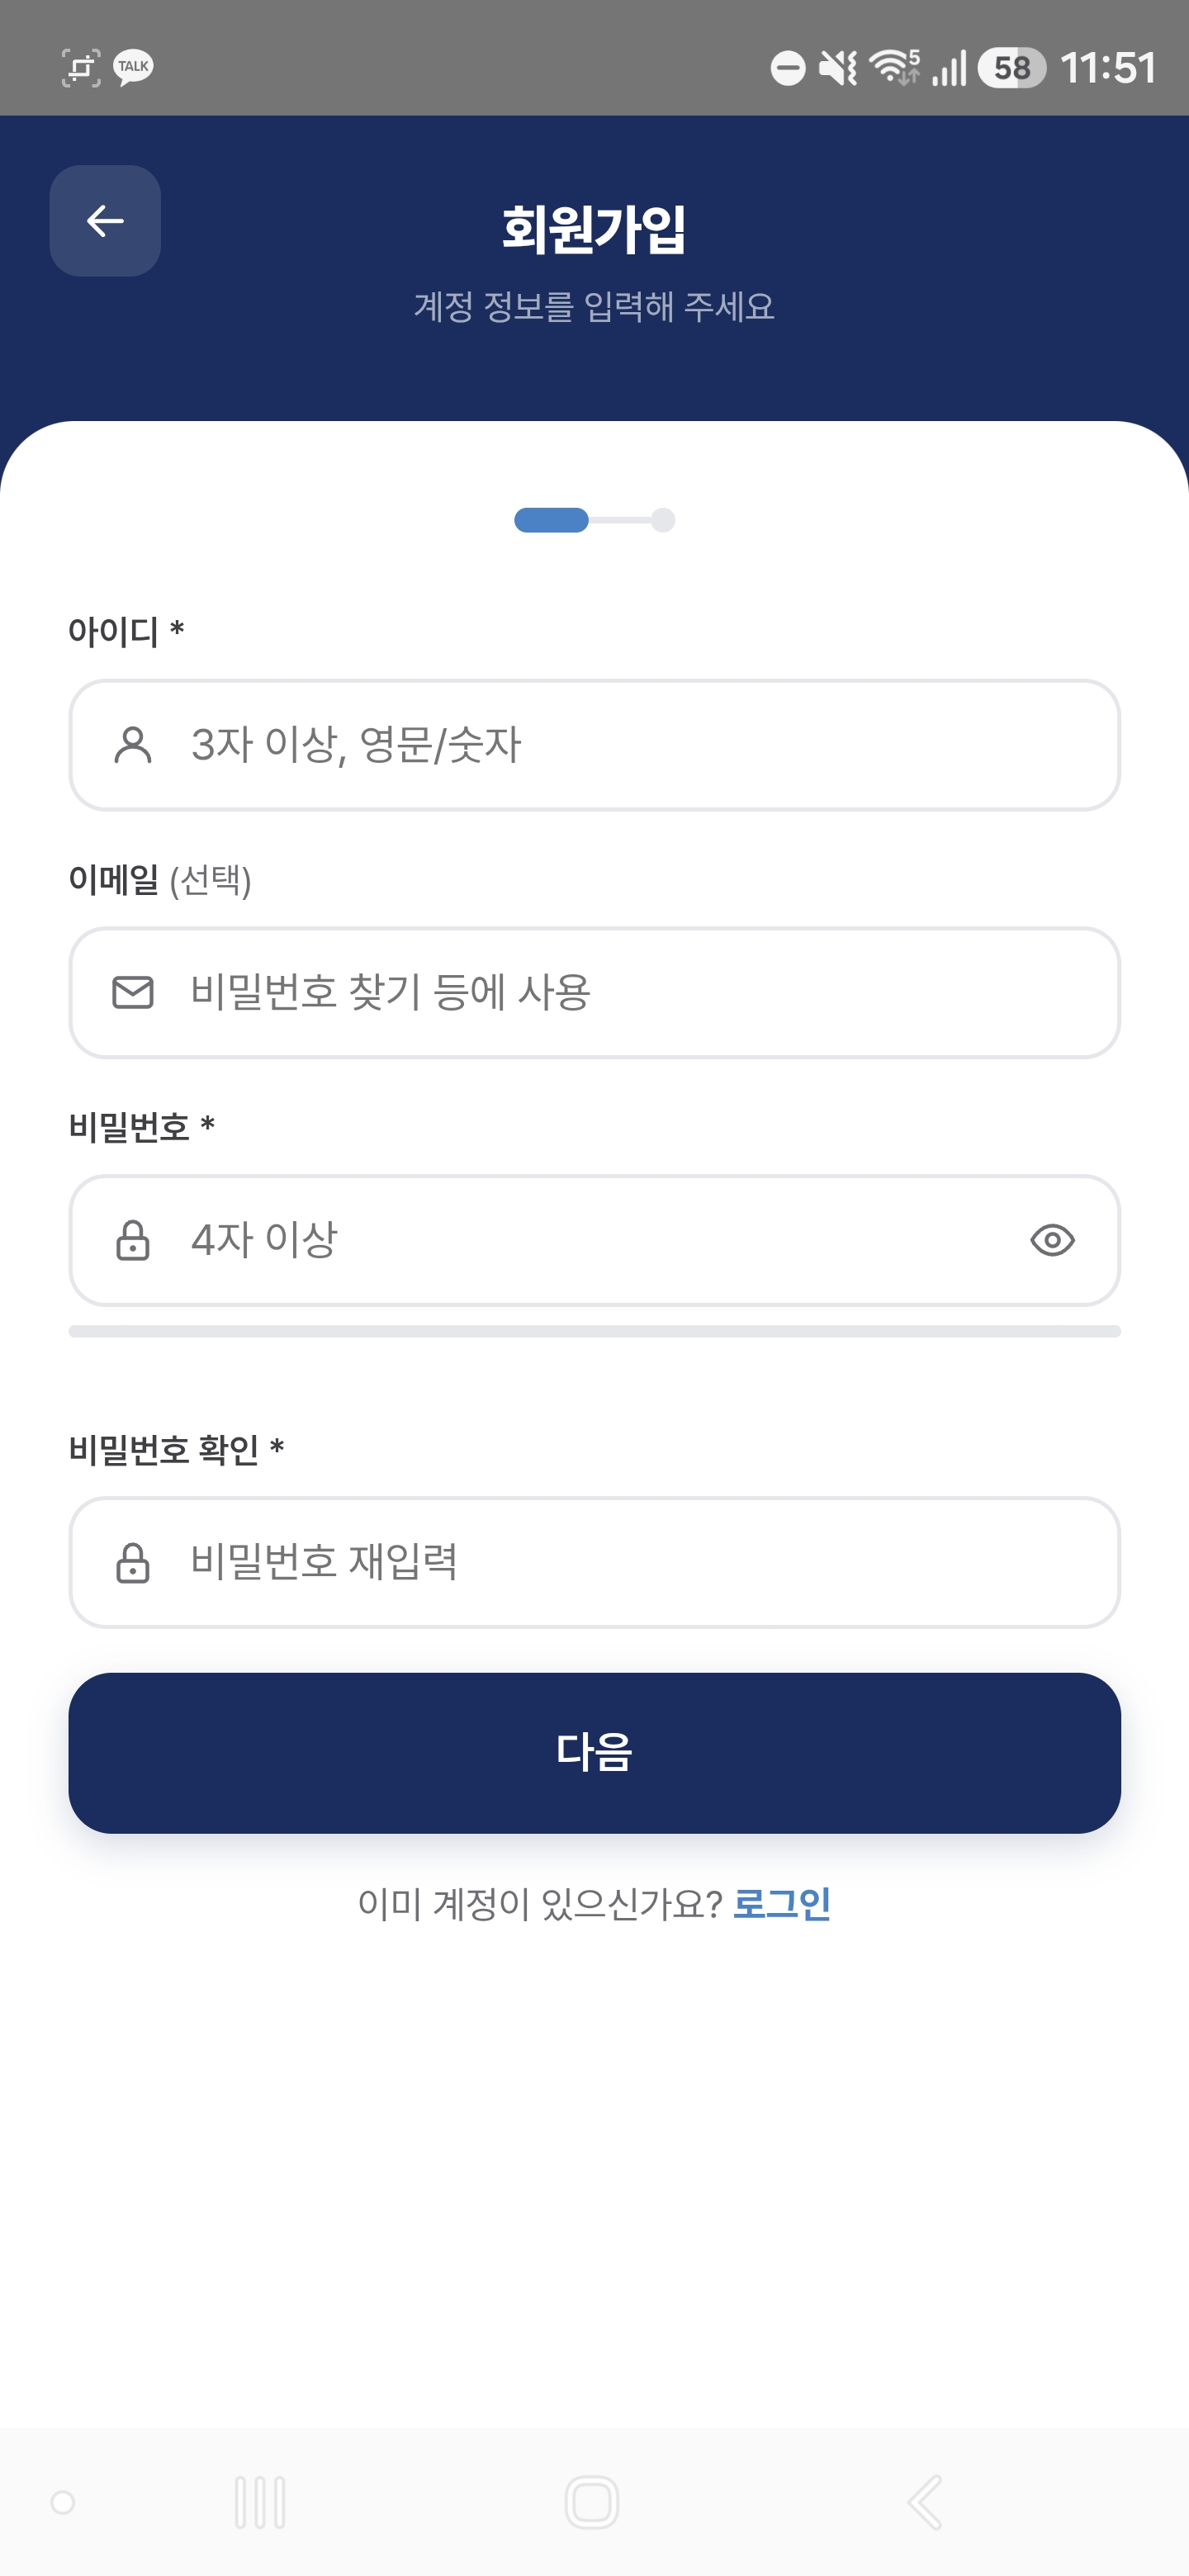 TALK
5
58
11:51
회원가입
계정 정보를 입력해 주세요
아이디 *
3자 이상, 영문/숫자
이메일 (선택)
비밀번호 찾기 등에 사용
비밀번호 *
4자 이상
비밀번호 확인 *
비밀번호 재입력
다음
이미 계정이 있으신가요? 로그인